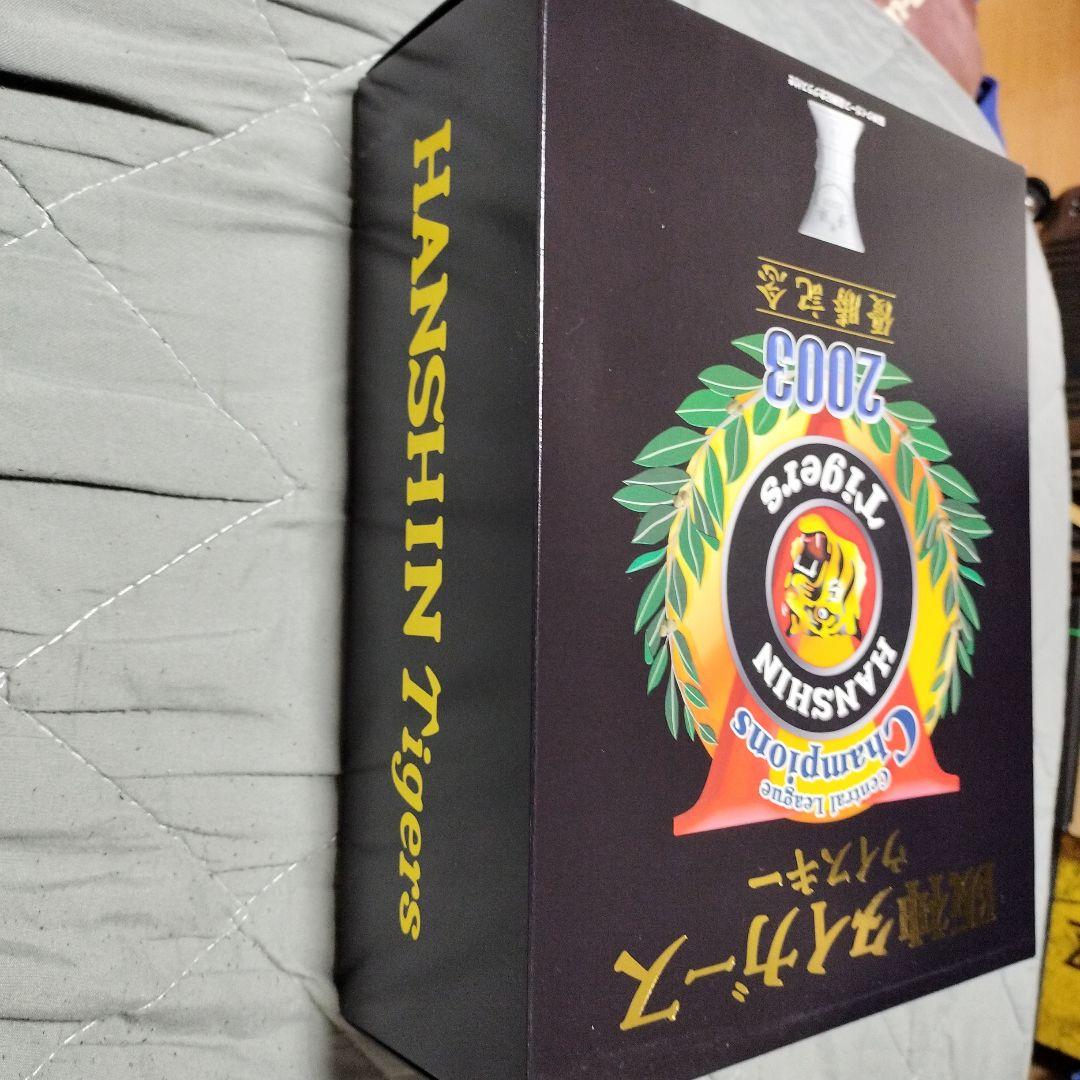 HANSHIN Tigers
阪神タイガース
ウイスキー
Central League
Champions
HANSHIN
Tigers
2003
優勝記念